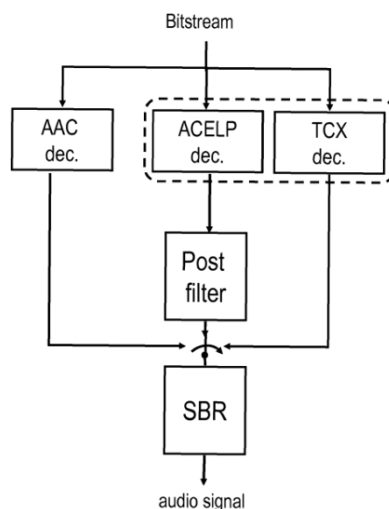 Bitstream
AAC
dec.
ACELP
dec.
TCX
dec.
Post
filter
SBR
audio signal